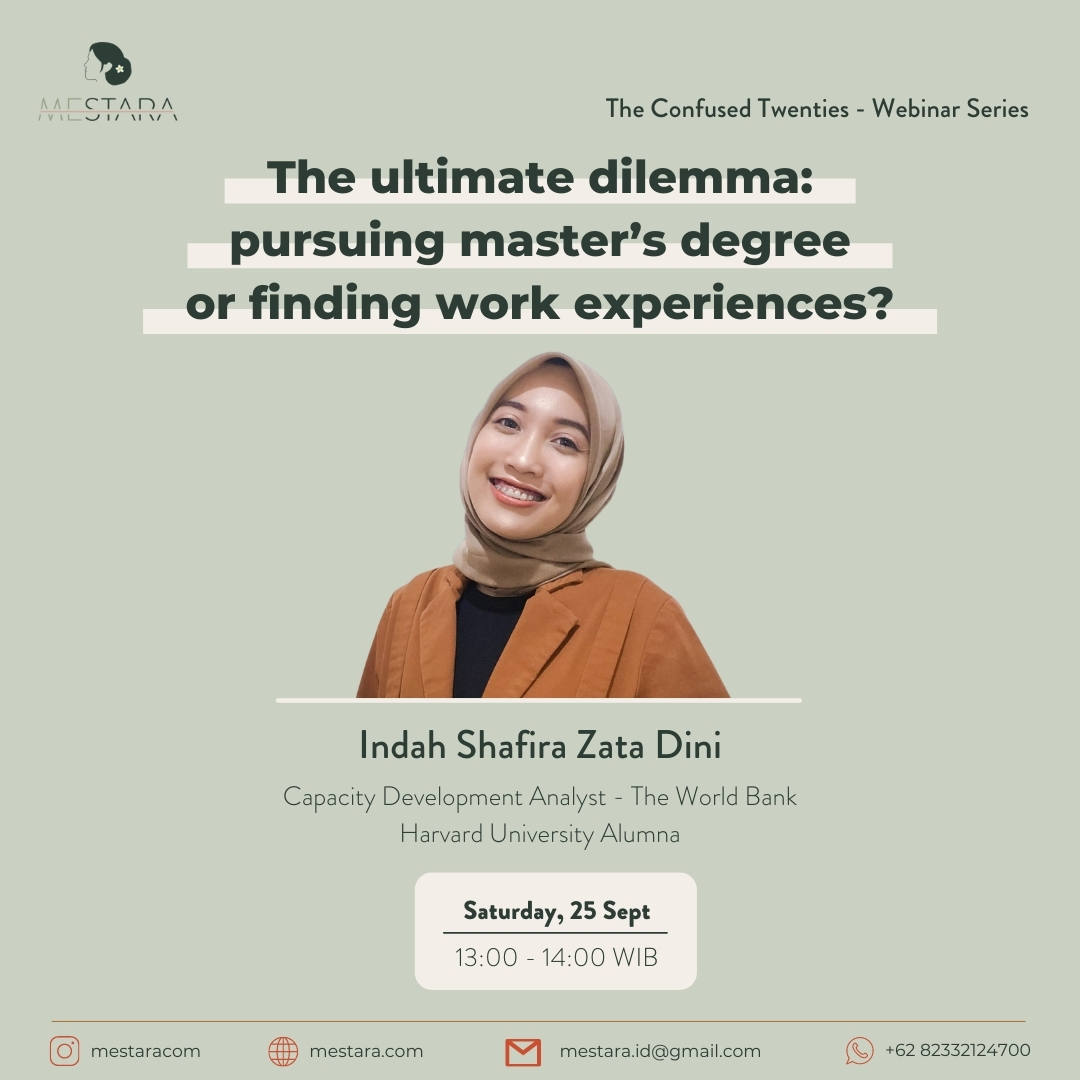 MESTARA
The Confused Twenties - Webinar Series
The ultimate dilemma:
pursuing master’s degree
or finding work experiences?
Indah Shafira Zata Dini
Capacity Development Analyst - The World Bank
Harvard University Alumna
Saturday, 25 Sept
13:00 - 14:00 WIB
mestaracom
mestara.com
mestara.id@gmail.com
+62 82332124700